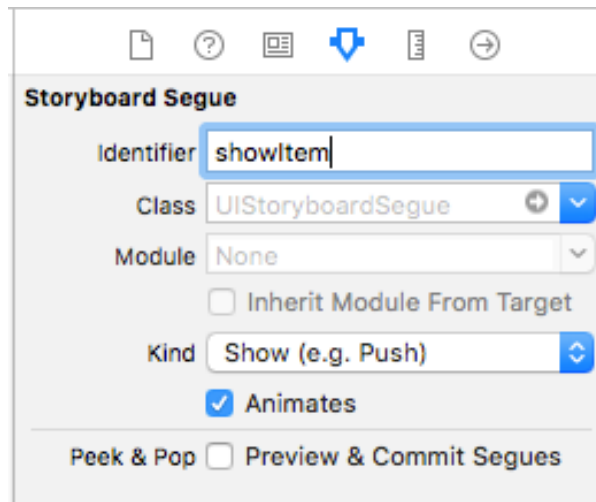 Storyboard Segue
Identifier showItem
Class UIStoryboardSegue
Module None
Inherit Module From Target
Kind Show (e.g. Push)
Animates
Peek & Pop Preview & Commit Segues